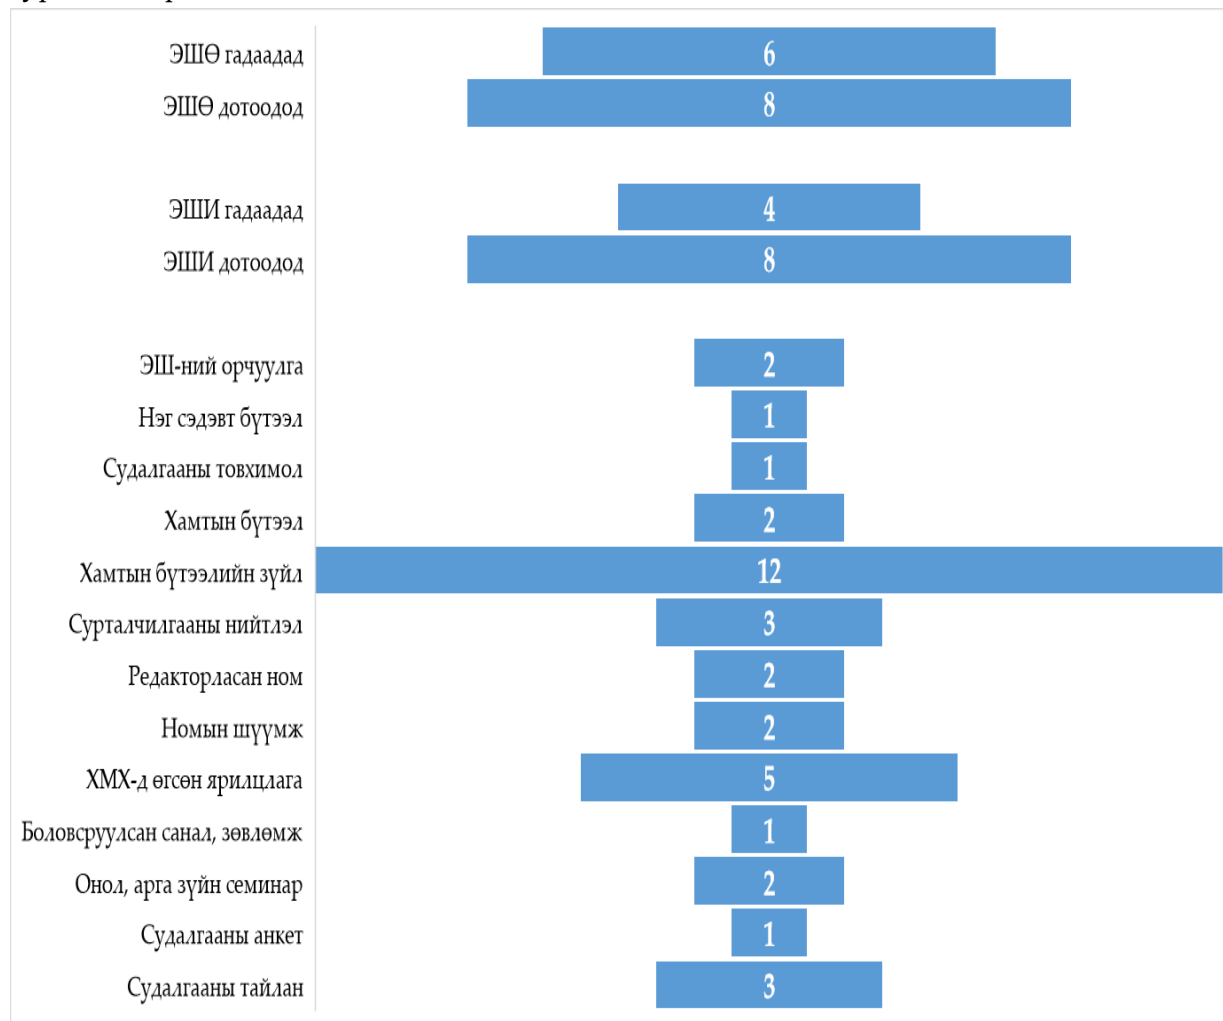 ЭШӨ гадаадад 6
ЭШӨ дотоодод 8
ЭШИ гадаадад 4
ЭШИ дотоодод 8
ЭШ-ний орчуулга 2
Нэг сэдэвт бүтээл 1
Судалгааны товхимол 1
Хамтын бүтээл 2
Хамтын бүтээлийн зүйл 12
Сурталчилгааны нийтлэл 3
Редакторласан ном 2
Номын шүүмж 2
ХМХ-д өгсөн ярилцлага 5
Боловсруулсан санал, зөвлөмж 1
Онол, арга зүйн семинар 2
Судалгааны анкет 1
Судалгааны тайлан 3